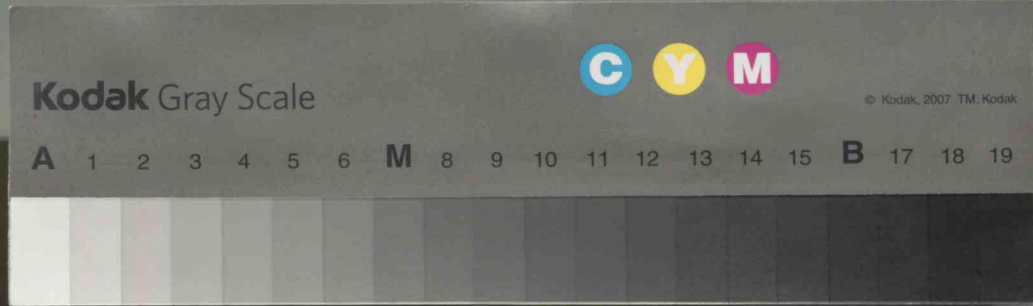 C Y M
Kodak Gray Scale
© Kodak, 2007 TM: Kodak
A 1 2 3 4 5 6 M 8 9 10 11 12 13 14 15 B 17 18 19